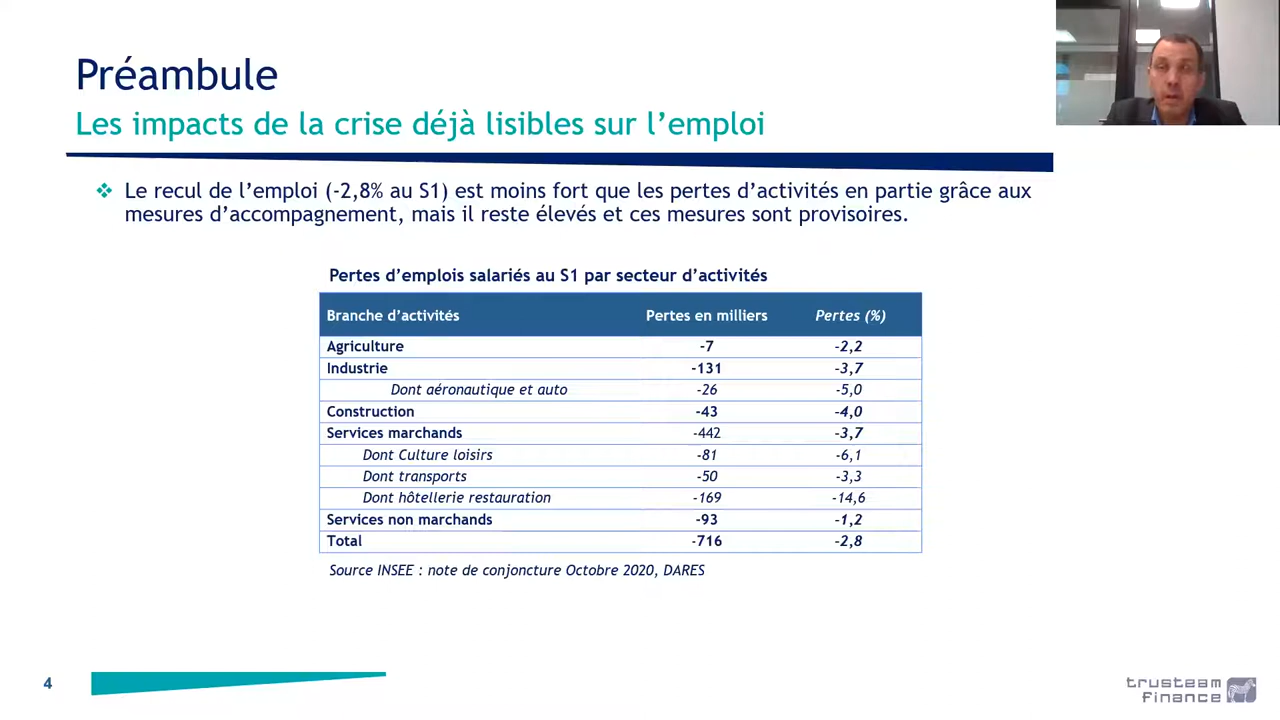 Préambule
Les impacts de la crise déjà lisibles sur l’emploi
❖ Le recul de l’emploi (-2,8% au S1) est moins fort que les pertes d’activités en partie grâce aux
mesures d’accompagnement, mais il reste élevés et ces mesures sont provisoires.
Pertes d’emplois salariés au S1 par secteur d’activités
Branche d’activités Pertes en milliers Pertes (%)
Agriculture -7 -2,2
Industrie -131 -3,7
Dont aéronautique et auto -26 -5,0
Construction -43 -4,0
Services marchands -442 -3,7
Dont Culture loisirs -81 -6,1
Dont transports -50 -3,3
Dont hôtellerie restauration -169 -14,6
Services non marchands -93 -1,2
Total -716 -2,8
Source INSEE : note de conjoncture Octobre 2020, DARES
4
trusteam
finance